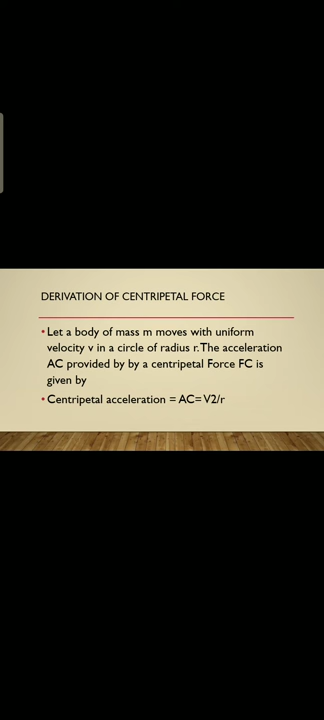 DERIVATION OF CENTRIPETAL FORCE
• Let a body of mass m moves with uniform
velocity v in a circle of radius r. The acceleration
AC provided by by a centripetal Force FC is
given by
• Centripetal acceleration = AC= V2/r